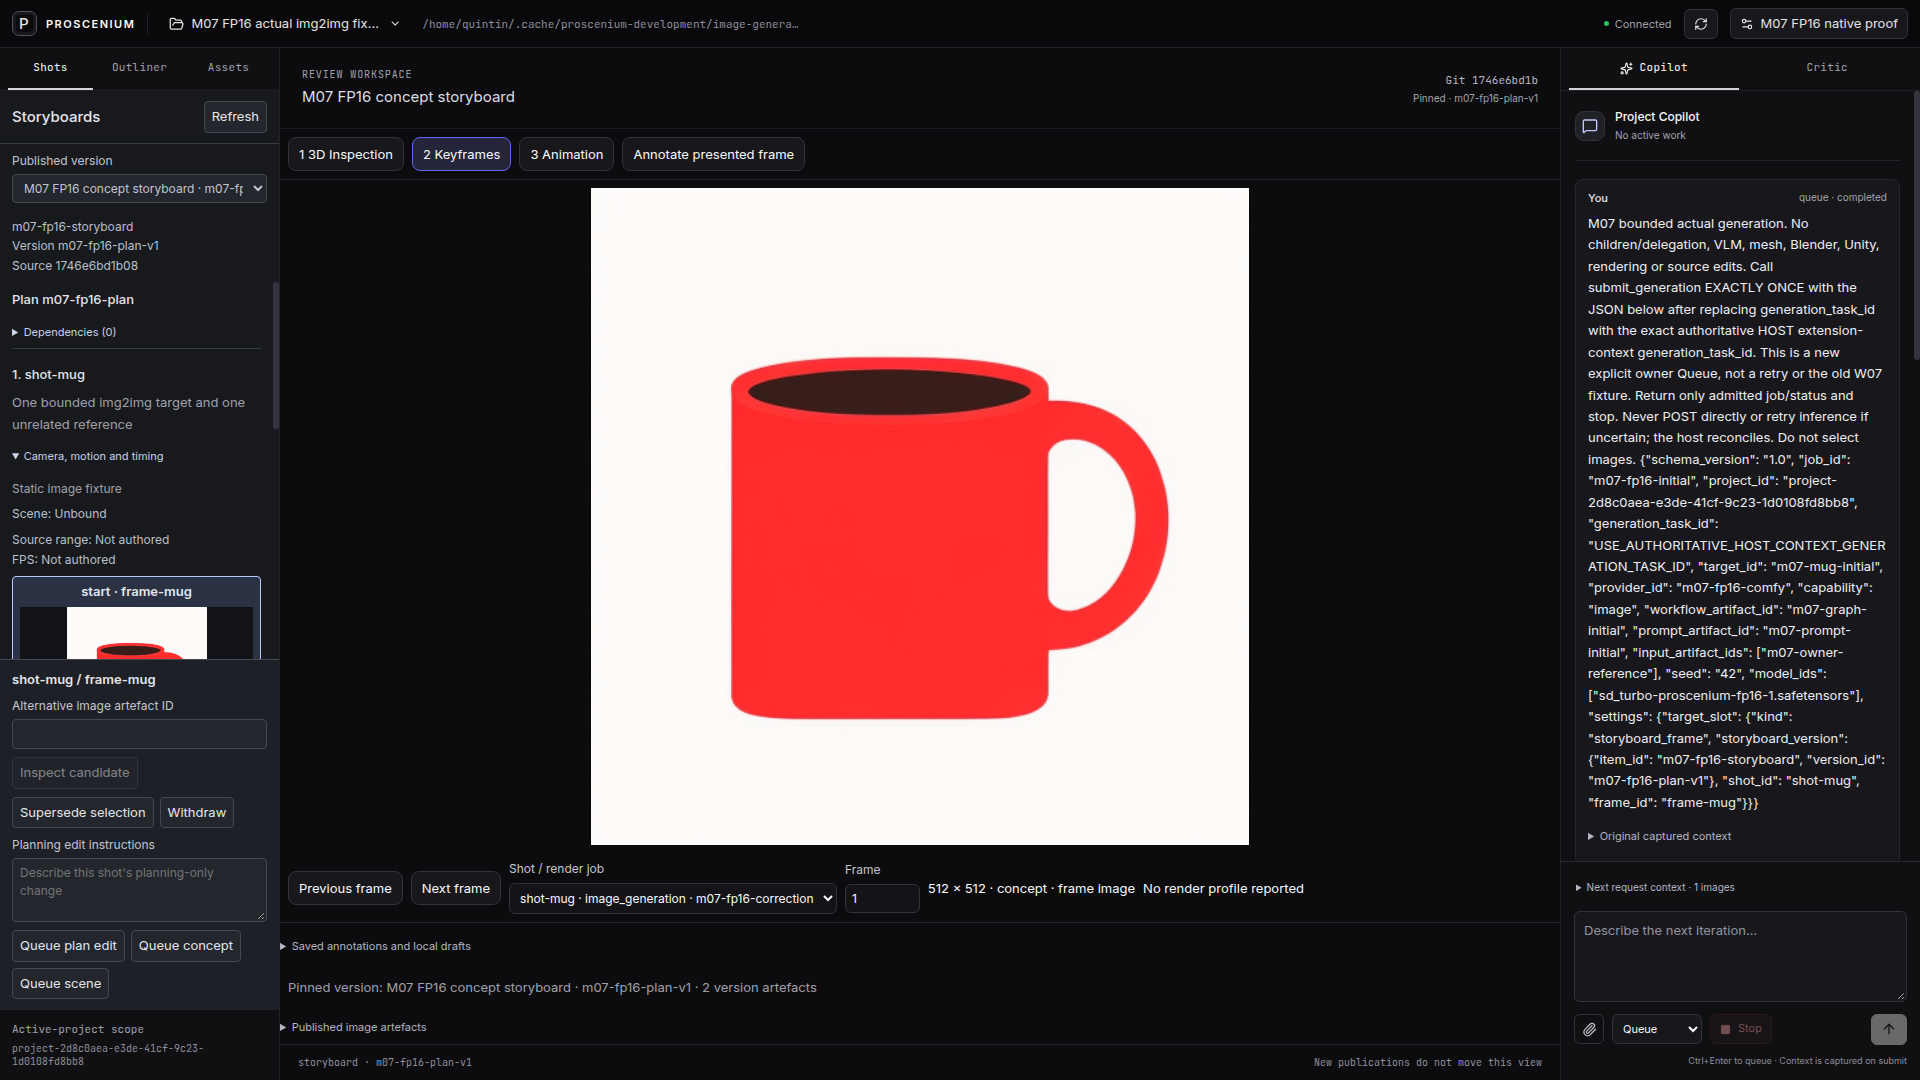 P PROSCENIUM
M07 FP16 actual img2img fix...
/home/quintin/.cache/proscenium-development/image-genera…
Connected
M07 FP16 native proof
Shots
Outliner
Assets
Storyboards
Refresh
Published version
M07 FP16 concept storyboard · m07-fp
m07-fp16-storyboard
Version m07-fp16-plan-v1
Source 1746e6bd1b08
Plan m07-fp16-plan
Dependencies (0)
1. shot-mug
One bounded img2img target and one
unrelated reference
Camera, motion and timing
Static image fixture
Scene: Unbound
Source range: Not authored
FPS: Not authored
start · frame-mug
shot-mug / frame-mug
Alternative image artefact ID
Inspect candidate
Supersede selection
Withdraw
Planning edit instructions
Describe this shot's planning-only
change
Queue plan edit
Queue concept
Queue scene
Active-project scope
project-2d8c0aea-e3de-41cf-9c23-
1d0108fd8bb8
REVIEW WORKSPACE
M07 FP16 concept storyboard
Git 1746e6bd1b
Pinned · m07-fp16-plan-v1
1 3D Inspection
2 Keyframes
3 Animation
Annotate presented frame
Previous frame
Next frame
Shot / render job
shot-mug · image_generation · m07-fp16-correction
Frame
1
512 × 512 · concept · frame image No render profile reported
Saved annotations and local drafts
Pinned version: M07 FP16 concept storyboard · m07-fp16-plan-v1 · 2 version artefacts
Published image artefacts
storyboard · m07-fp16-plan-v1
New publications do not move this view
Copilot
Critic
Project Copilot
No active work
You
queue · completed
M07 bounded actual generation. No
children/delegation, VLM, mesh, Blender, Unity,
rendering or source edits. Call
submit_generation EXACTLY ONCE with the
JSON below after replacing generation_task_id
with the exact authoritative HOST extension-
context generation_task_id. This is a new
explicit owner Queue, not a retry or the old W07
fixture. Return only admitted job/status and
stop. Never POST directly or retry inference if
uncertain; the host reconciles. Do not select
images. {"schema_version": "1.0", "job_id":
"m07-fp16-initial", "project_id": "project-
2d8c0aea-e3de-41cf-9c23-1d0108fd8bb8",
"generation_task_id":
"USE_AUTHORITATIVE_HOST_CONTEXT_GENER
ATION_TASK_ID", "target_id": "m07-mug-initial",
"provider_id": "m07-fp16-comfy", "capability":
"image", "workflow_artifact_id": "m07-graph-
initial", "prompt_artifact_id": "m07-prompt-
initial", "input_artifact_ids": ["m07-owner-
reference"], "seed": "42", "model_ids":
["sd_turbo-proscenium-fp16-1.safetensors"],
"settings": {"target_slot": {"kind":
"storyboard_frame", "storyboard_version":
{"item_id": "m07-fp16-storyboard", "version_id":
"m07-fp16-plan-v1"}, "shot_id": "shot-mug",
"frame_id": "frame-mug"}}}
Original captured context
Next request context · 1 images
Describe the next iteration...
Queue
Stop
Ctrl+Enter to queue · Context is captured on submit